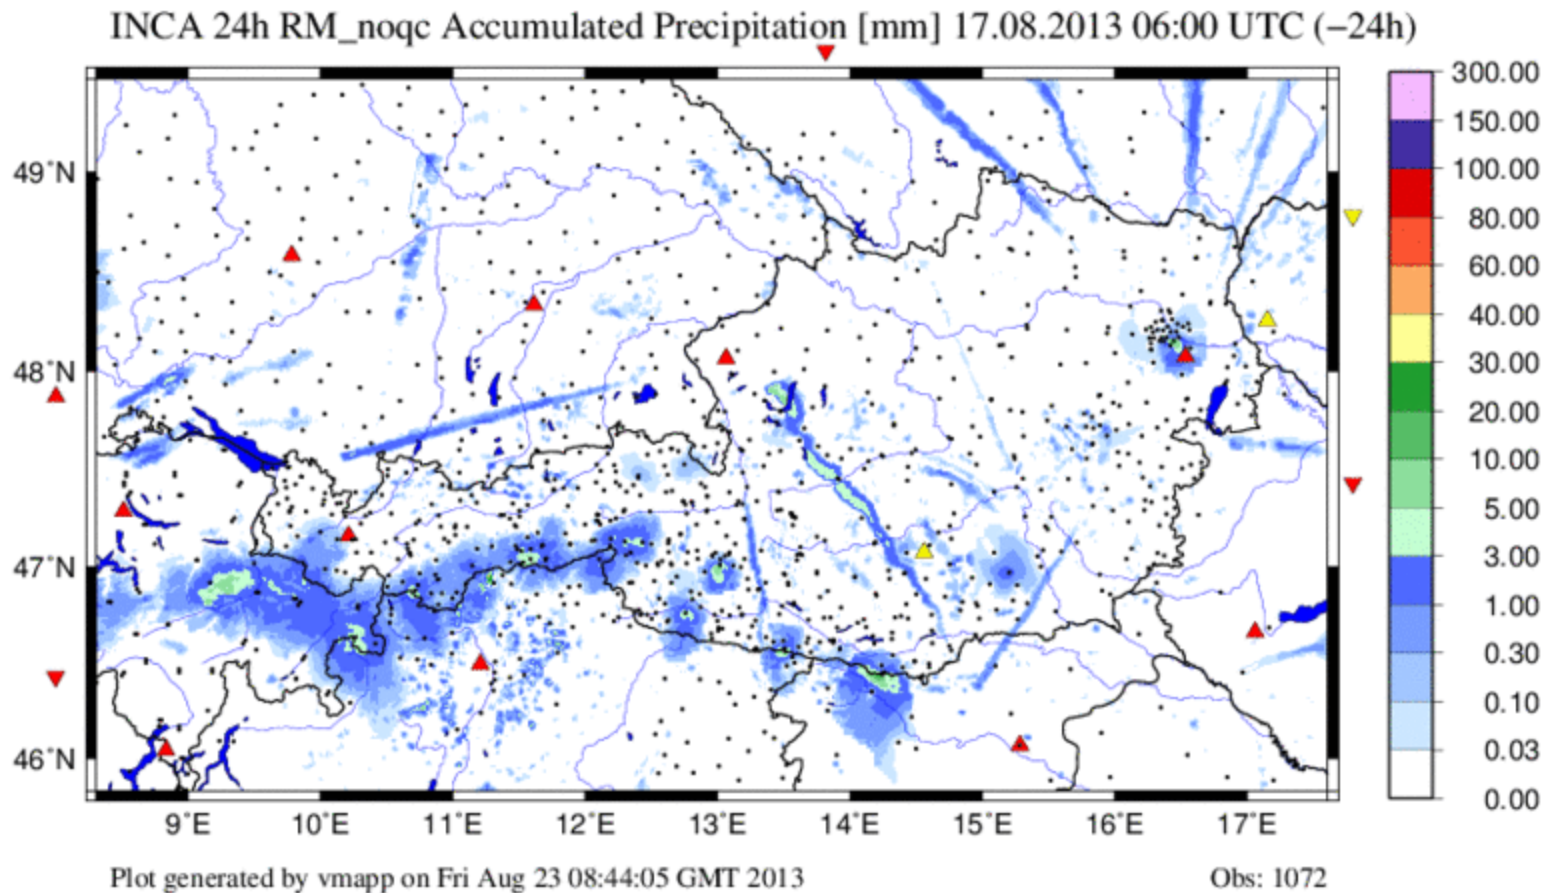 INCA 24h RM_noqc Accumulated Precipitation [mm] 17.08.2013 06:00 UTC (−24h)
300.00
150.00
100.00
80.00
60.00
40.00
30.00
20.00
10.00
5.00
3.00
1.00
0.30
0.10
0.03
0.00
49°N
48°N
47°N
46°N
9°E 10°E 11°E 12°E 13°E 14°E 15°E 16°E 17°E
Plot generated by vmapp on Fri Aug 23 08:44:05 GMT 2013 Obs: 1072